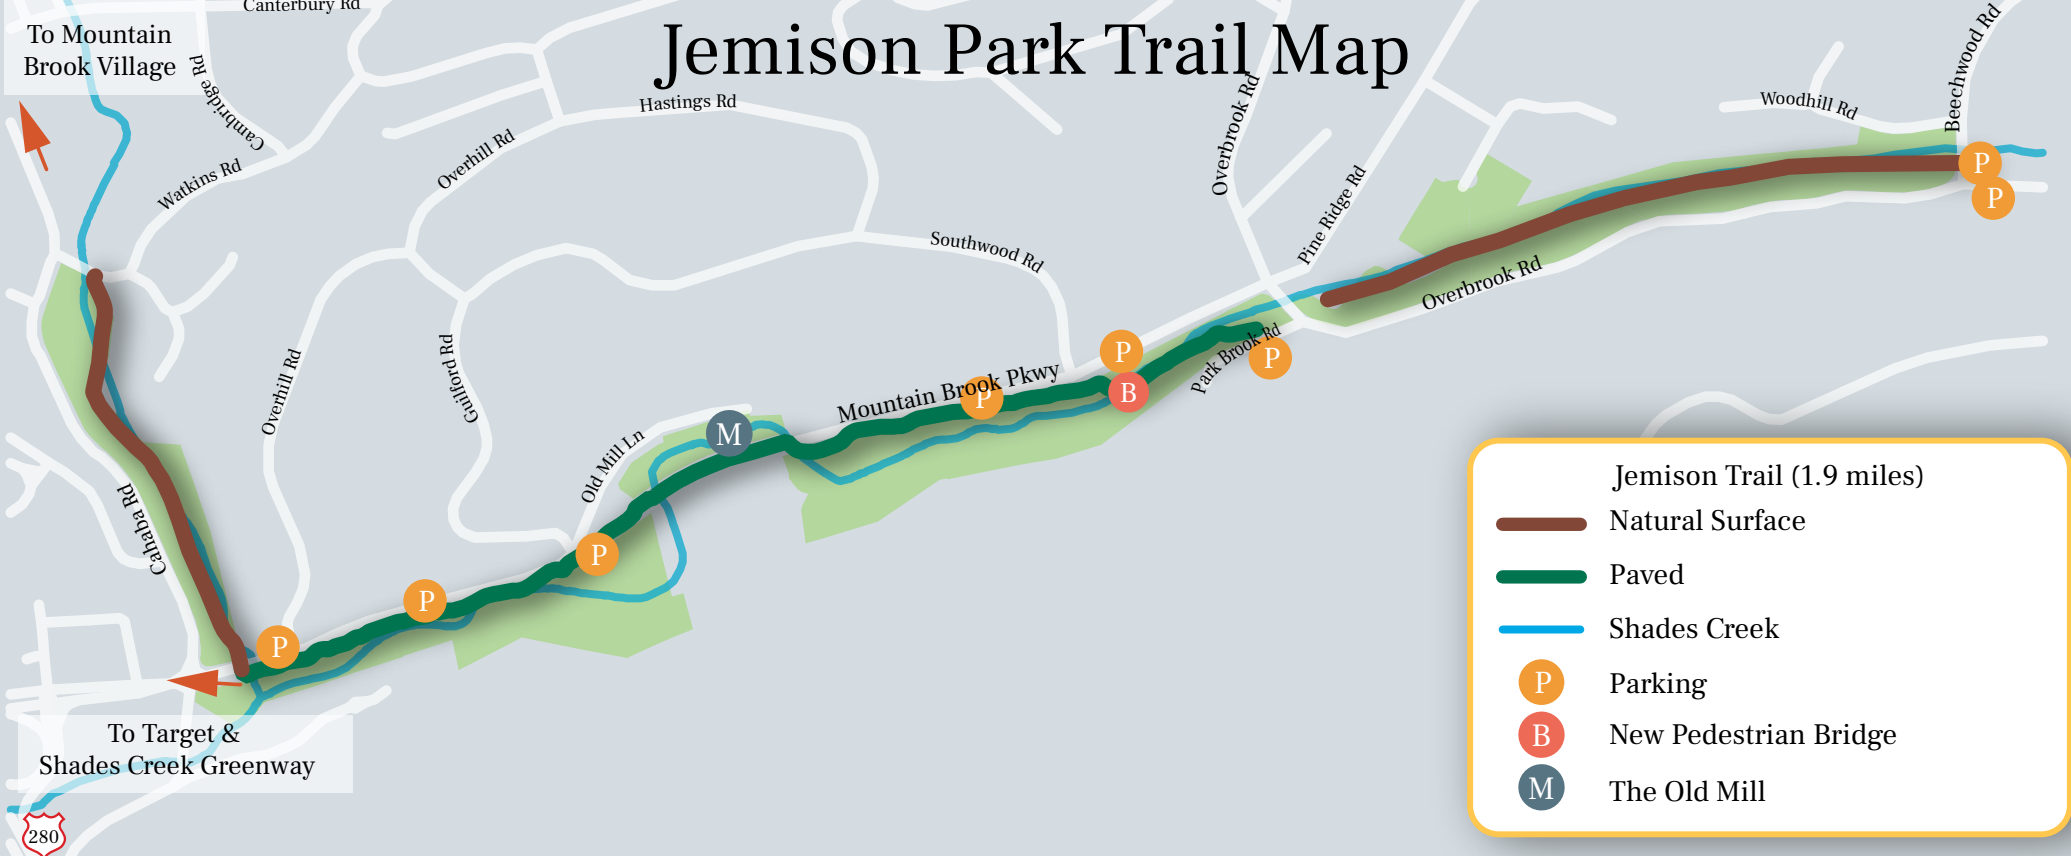 Jemison Park Trail Map
Canterbury Rd
To Mountain
Brook Village
Cambridge Rd
Watkins Rd
Overhill Rd
Hastings Rd
Overbrook Rd
Pine Ridge Rd
Woodhill Rd
Beechwood Rd
P
P
Southwood Rd
Overbrook Rd
Park Brook Rd
P
P
B
Mountain Brook Pkwy
P
M
Old Mill Ln
Guilford Rd
Overhill Rd
Cahaba Rd
P
P
P
To Target &
Shades Creek Greenway
280
Jemison Trail (1.9 miles)
Natural Surface
Paved
Shades Creek
P Parking
B New Pedestrian Bridge
M The Old Mill